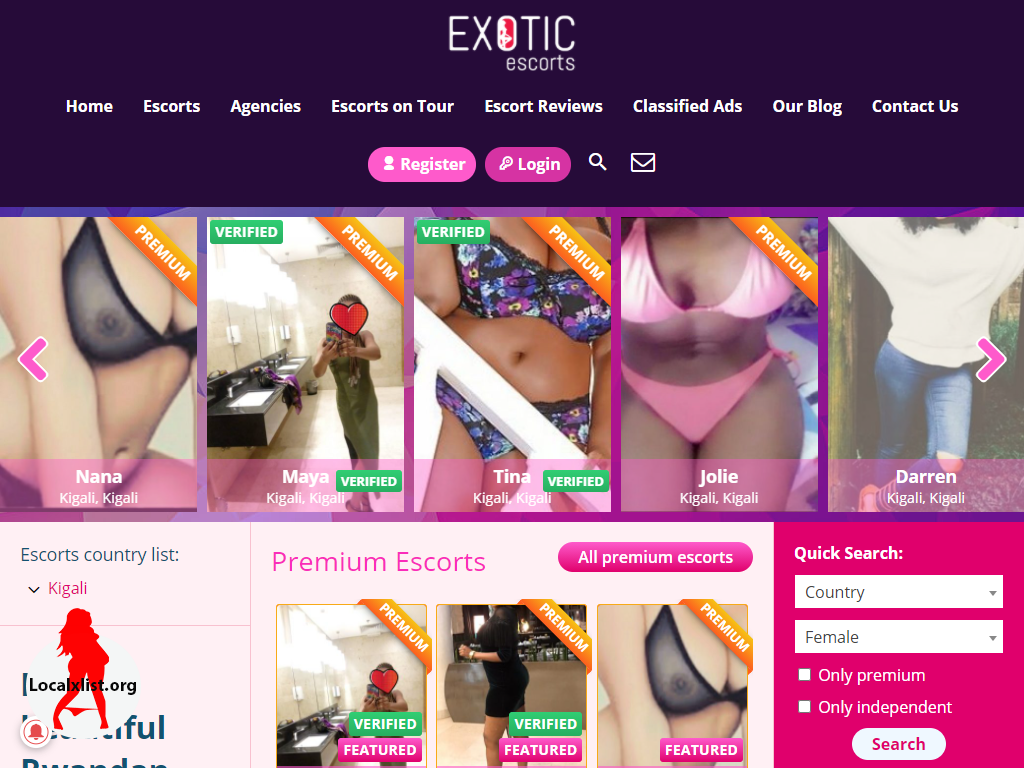 EXOTIC
escorts
Home Escorts Agencies Escorts on Tour Escort Reviews Classified Ads Our Blog Contact Us
Register Login
PREMIUM
VERIFIED PREMIUM
VERIFIED PREMIUM
PREMIUM
Nana
Kigali, Kigali
Maya
Kigali, Kigali
VERIFIED
Tina
Kigali, Kigali
VERIFIED
Jolie
Kigali, Kigali
Darren
Kigali, Kigali
Escorts country list:
Kigali
Localxlist.org
Rwandan
Premium Escorts
All premium escorts
PREMIUM
VERIFIED
FEATURED
PREMIUM
VERIFIED
FEATURED
PREMIUM
FEATURED
Quick Search:
Country
Female
Only premium
Only independent
Search